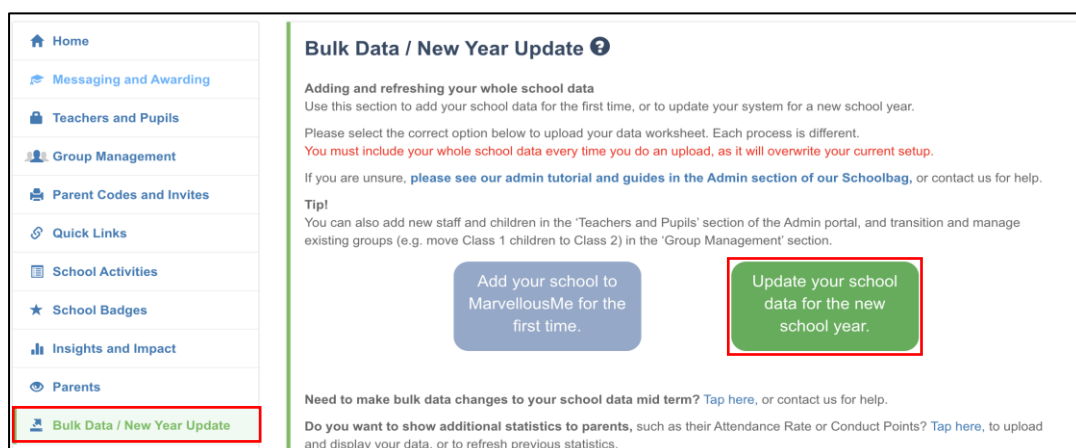 Home
Messaging and Awarding
Teachers and Pupils
Group Management
Parent Codes and Invites
Quick Links
School Activities
School Badges
Insights and Impact
Parents
Bulk Data / New Year Update
Bulk Data / New Year Update ?
Adding and refreshing your whole school data
Use this section to add your school data for the first time, or to update your system for a new school year.
Please select the correct option below to upload your data worksheet. Each process is different.
You must include your whole school data every time you do an upload, as it will overwrite your current setup.
If you are unsure, please see our admin tutorial and guides in the Admin section of our Schoolbag, or contact us for help.
Tip!
You can also add new staff and children in the 'Teachers and Pupils' section of the Admin portal, and transition and manage
existing groups (e.g. move Class 1 children to Class 2) in the 'Group Management' section.
Add your school to
MarvellousMe for the
first time.
Update your school
data for the new
school year.
Need to make bulk data changes to your school data mid term? Tap here, or contact us for help.
Do you want to show additional statistics to parents, such as their Attendance Rate or Conduct Points? Tap here, to upload
and display your data, or to refresh previous statistics.